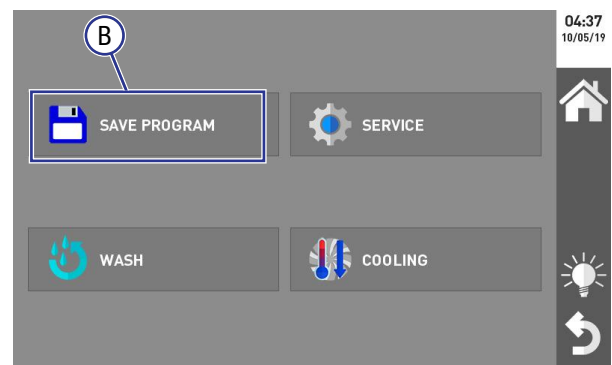 B
04:37
10/05/19
SAVE PROGRAM
SERVICE
WASH
COOLING